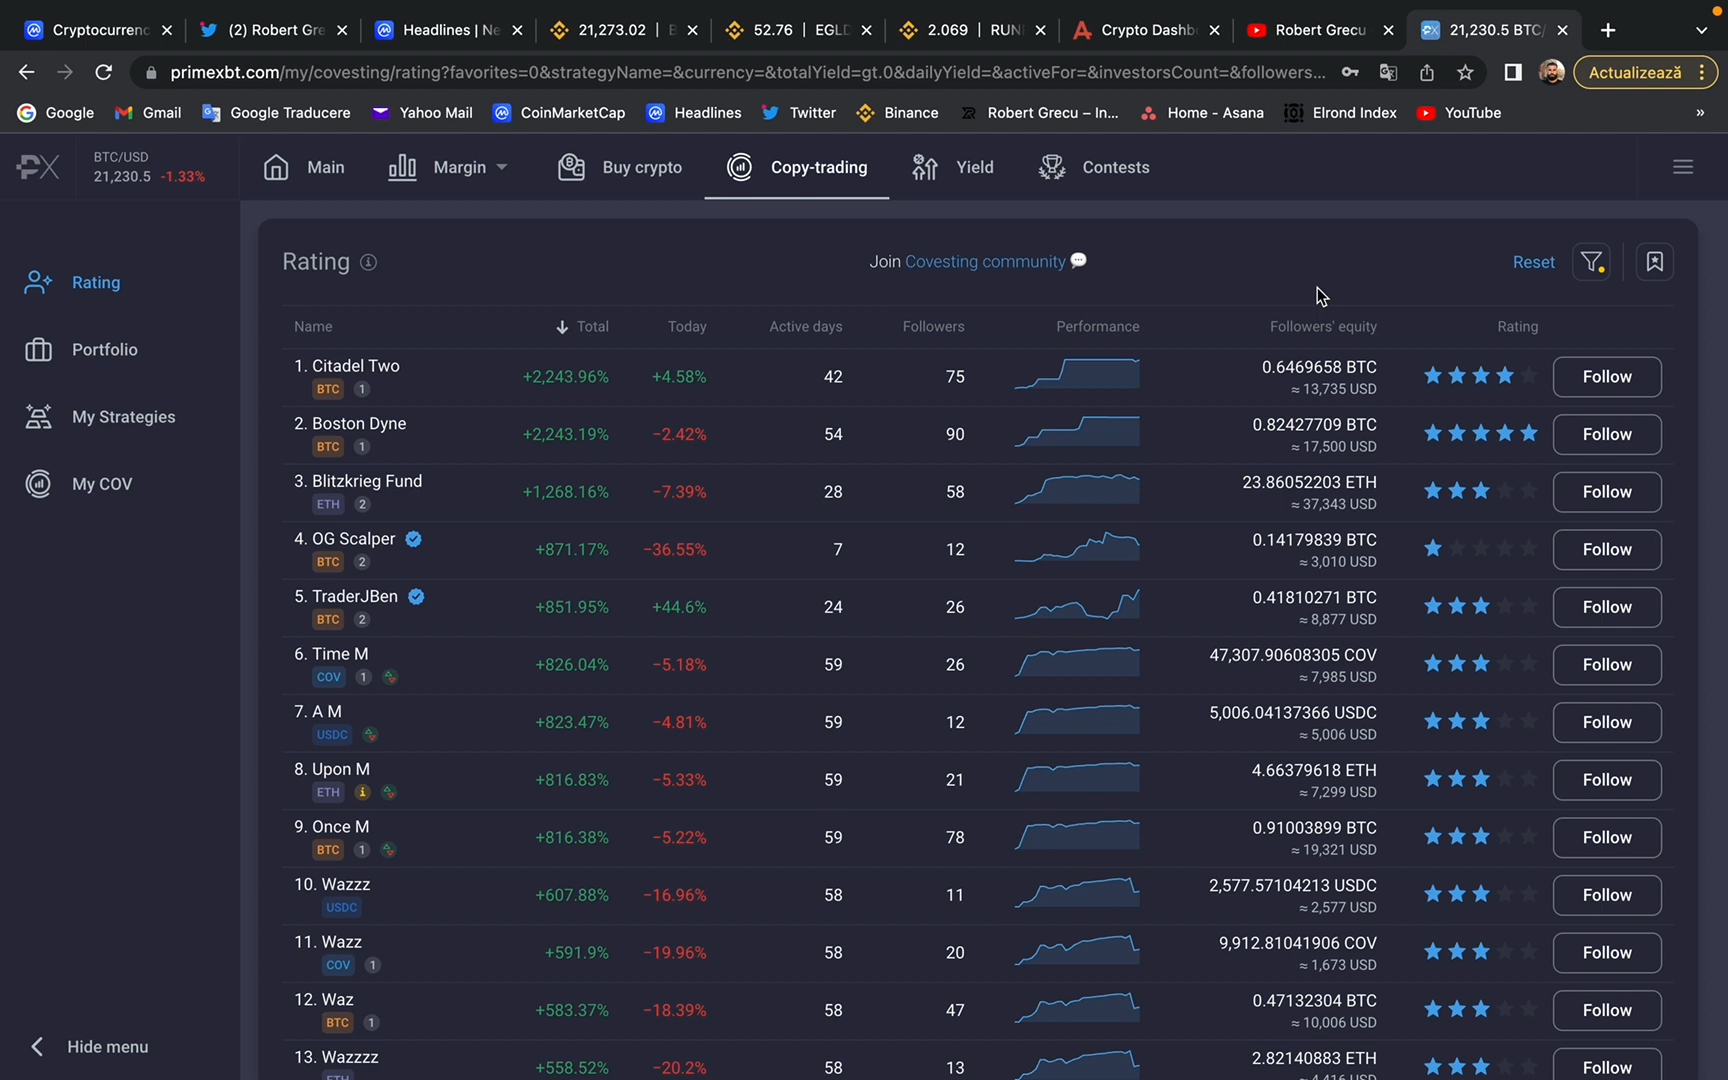 Cryptocurrenc
(2) Robert Gre
Headlines | Ne
21,273.02 | B
52.76 | EGL
2.069 | RUN
Crypto Dashb
Robert Grecu
21,230.5 BTC/
primexbt.com/my/covesting/rating?favorites=0&strategyName=&currency=&totalYield=gt.0&dailyYield=&activeFor=&investorsCount=&followers...
Actualizează
Google
Gmail
Google Traducere
Yahoo Mail
CoinMarketCap
Headlines
Twitter
Binance
Robert Grecu – In...
Home - Asana
Elrond Index
YouTube
»
PX
BTC/USD
21,230.5 -1.33%
Main
Margin
Buy crypto
Copy-trading
Yield
Contests
Rating
Portfolio
My Strategies
My COV
Hide menu
Rating
Join Covesting community
Reset
Name Total Today Active days Followers Performance Followers' equity Rating
1. Citadel Two +2,243.96% +4.58% 42 75 0.6469658 BTC Follow
BTC 1 ≈ 13,735 USD
2. Boston Dyne +2,243.19% −2.42% 54 90 0.82427709 BTC Follow
BTC 1 ≈ 17,500 USD
3. Blitzkrieg Fund +1,268.16% −7.39% 28 58 23.86052203 ETH Follow
ETH 2 ≈ 37,343 USD
4. OG Scalper +871.17% −36.55% 7 12 0.14179839 BTC Follow
BTC 2 ≈ 3,010 USD
5. TraderJBen +851.95% +44.6% 24 26 0.41810271 BTC Follow
BTC 2 ≈ 8,877 USD
6. Time M +826.04% −5.18% 59 26 47,307.90608305 COV Follow
COV 1 ≈ 7,985 USD
7. A M +823.47% −4.81% 59 12 5,006.04137366 USDC Follow
USDC ≈ 5,006 USD
8. Upon M +816.83% −5.33% 59 21 4.66379618 ETH Follow
ETH i ≈ 7,299 USD
9. Once M +816.38% −5.22% 59 78 0.91003899 BTC Follow
BTC 1 ≈ 19,321 USD
10. Wazzz +607.88% −16.96% 58 11 2,577.57104213 USDC Follow
USDC ≈ 2,577 USD
11. Wazz +591.9% −19.96% 58 20 9,912.81041906 COV Follow
COV 1 ≈ 1,673 USD
12. Waz +583.37% −18.39% 58 47 0.47132304 BTC Follow
BTC 1 ≈ 10,006 USD
13. Wazzzz +558.52% −20.2% 58 13 2.82140883 ETH Follow